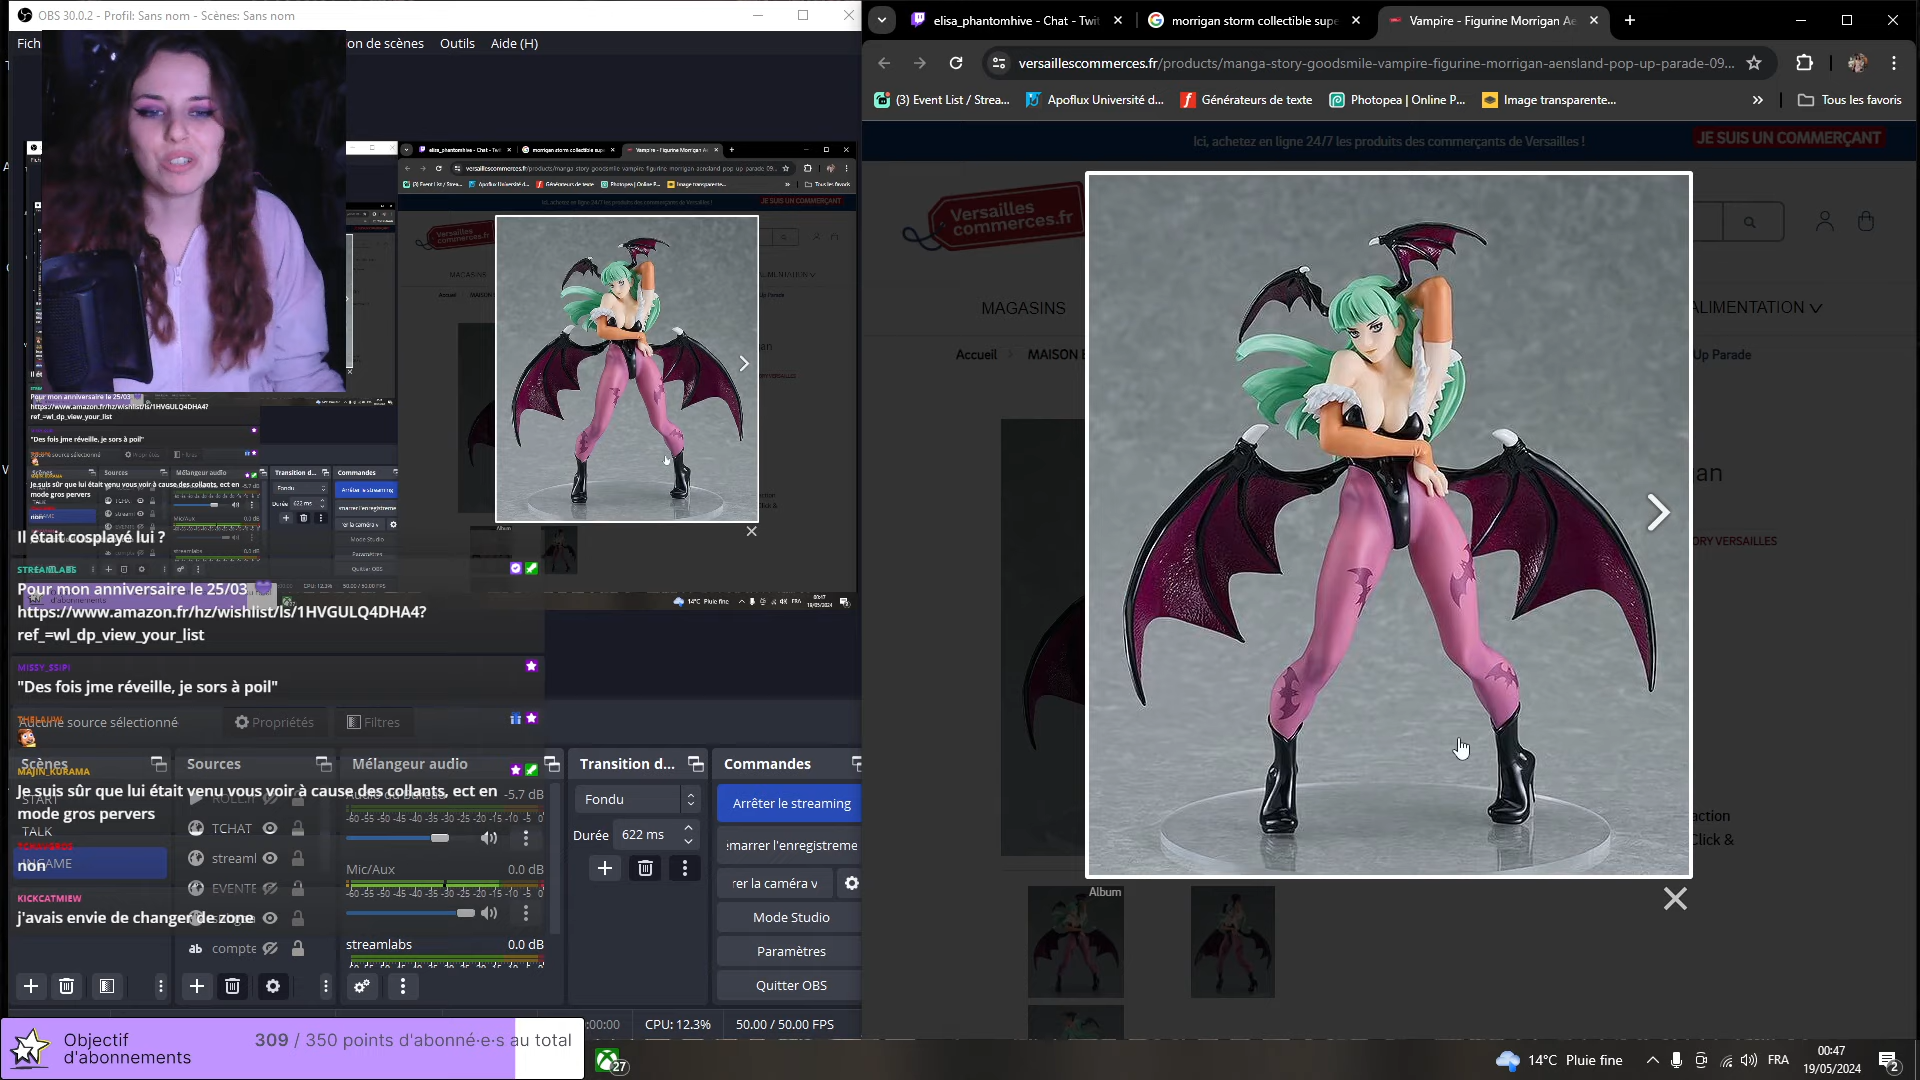 OBS 30.0.2 - Profil: Sans nom - Scènes: Sans nom
Fich
on de scènes
Outils
Aide (H)
Il était cosplayé lui ?
STREAMLABS
Pour mon anniversaire le 25/03
https://www.amazon.fr/hz/wishlist/ls/1HVGULQ4DHA4?
ref_=wl_dp_view_your_list
MISSY_SSIPI
"Des fois jme réveille, je sors à poil"
Aucune source sélectionné
Propriétés
Filtres
MAJIN_KURAMA
Je suis sûr que lui était venu vous voir à cause des collants, ect en
mode gros pervers
non
KICKCATMIEW
j'avais envie de changer de zone
Scènes
START
TALK
INGAME
Sources
TCHAT
streaml
EVENTE
compte
Mélangeur audio
-5.7 dB
Mic/Aux
0.0 dB
streamlabs
0.0 dB
Transition d...
Fondu
Durée
622 ms
Commandes
Arrêter le streaming
emarrer l'enregistreme
rer la caméra v
Mode Studio
Paramètres
Quitter OBS
:00:00
CPU: 12.3%
50.00 / 50.00 FPS
Objectif
d'abonnements
309 / 350 points d'abonné·e·s au total
27
elisa_phantomhive - Chat - Twit
morrigan storm collectible supe
Vampire - Figurine Morrigan Ae
versaillescommerces.fr/products/manga-story-goodsmile-vampire-figurine-morrigan-aensland-pop-up-parade-09...
(3) Event List / Strea...
Apoflux Université d...
Générateurs de texte
Photopea | Online P...
Image transparente...
»
Tous les favoris
Ici, achetez en ligne 24/7 les produits des commerçants de Versailles !
JE SUIS UN COMMERÇANT
Versailles
commerces.fr
MAGASINS
ALIMENTATION
Accueil
MAISON
Up Parade
an
ORY VERSAILLES
action
Click &
Album
14°C Pluie fine
FRA
00:47
19/05/2024
2